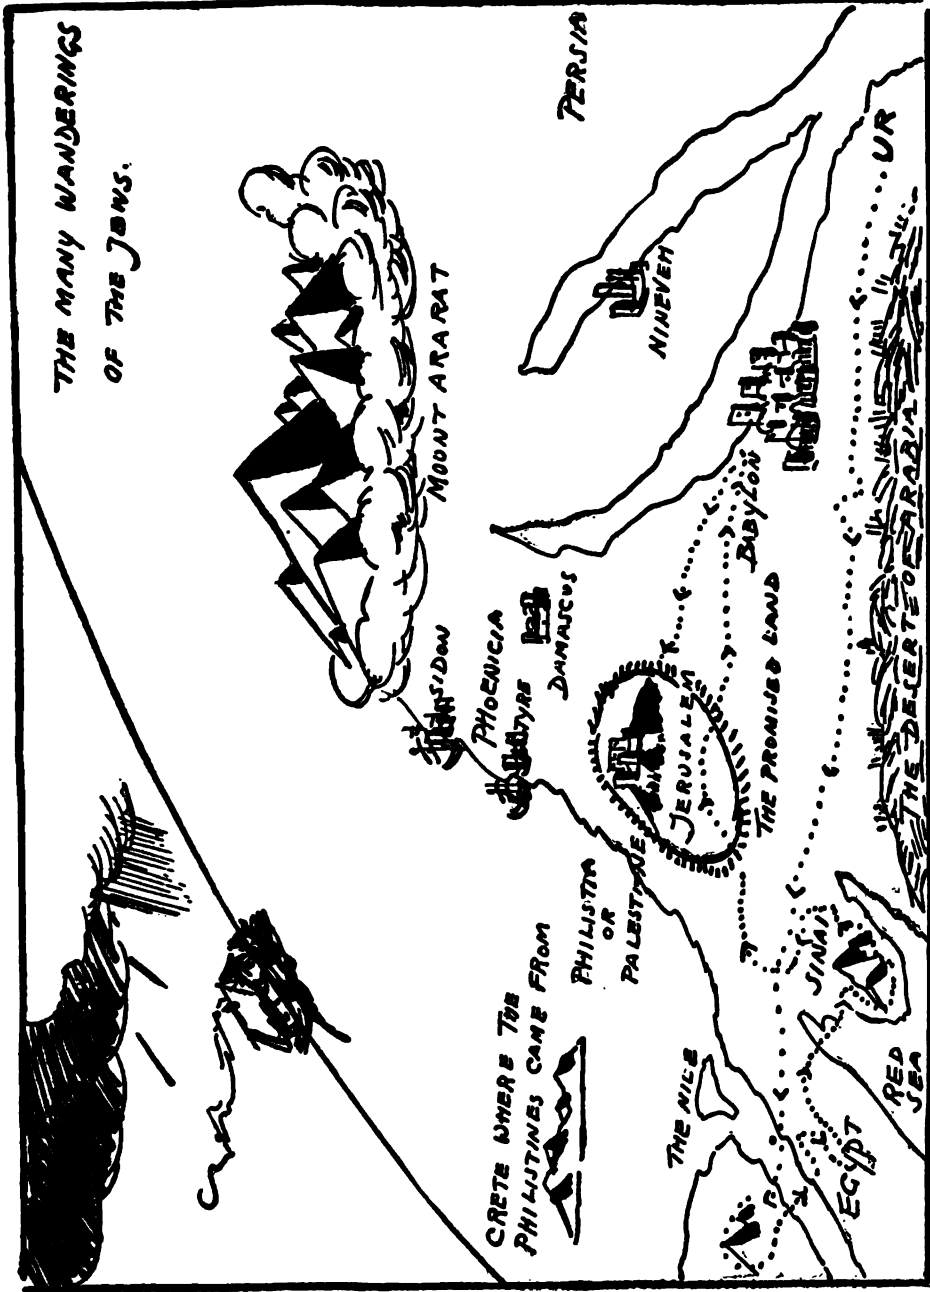 THE MANY WANDERINGS
OF THE JEWS.
PERSIA
MOONT ARARAT
NINEVEH
UR
BABYLON
SIDON
PHOENICIA
TYRE
DAMASCUS
JERUSALEM
THE PROMISED LAND
THE DESERT OF ARABIA
PHILISTIA
OR
PALESTINE
CRETE WHERE THE
PHILISTINES CAME FROM
SINAI
THE NILE
RED
SEA
EGYPT